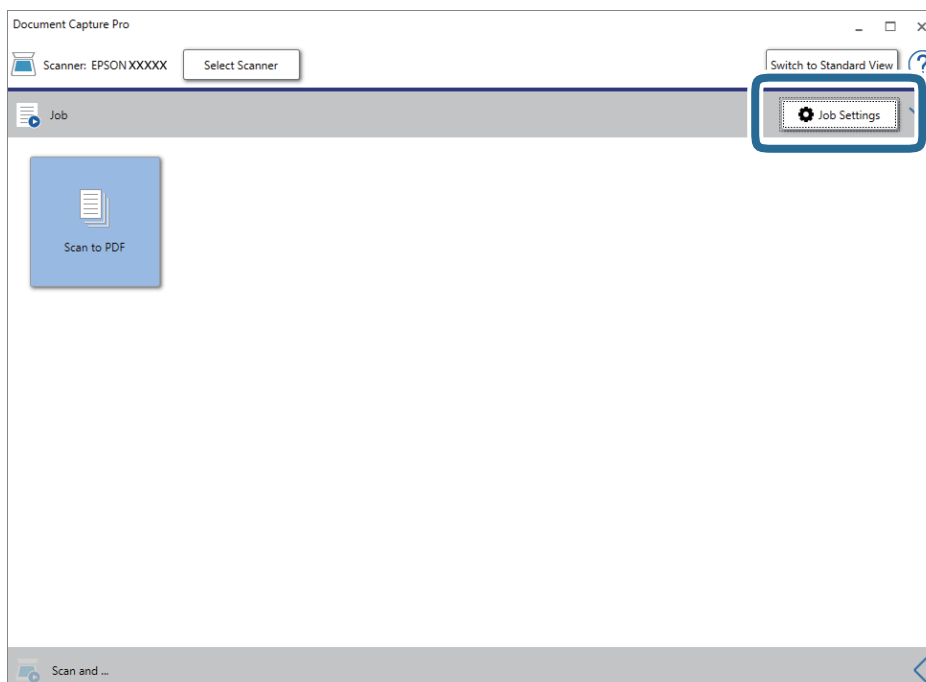 Document Capture Pro
Scanner: EPSON XXXXX
Select Scanner
Switch to Standard View
?
Job
Job Settings
Scan to PDF
Scan and ...